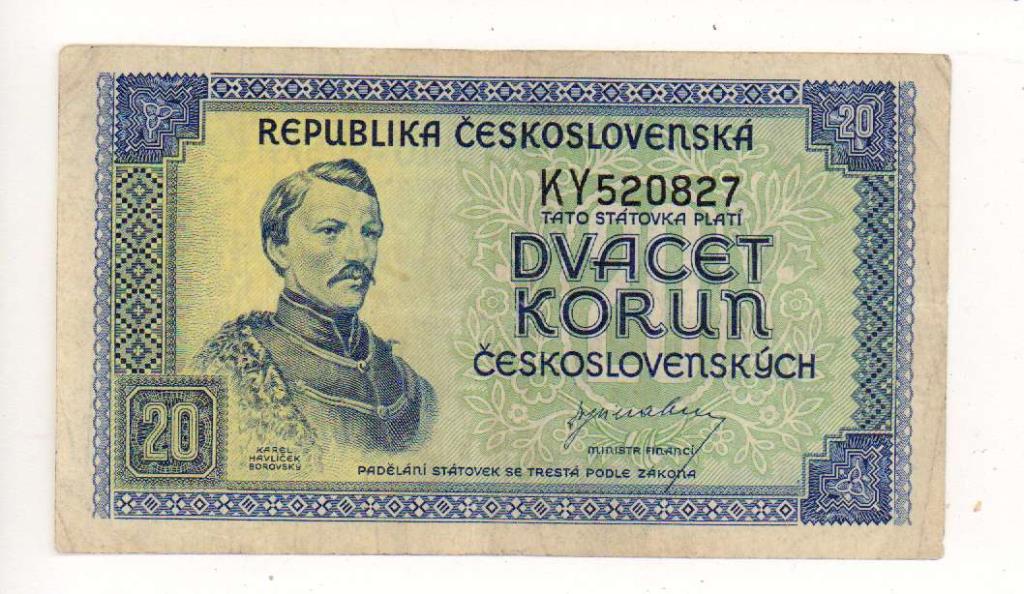 20
REPUBLIKA ČESKOSLOVENSKÁ
KY520827
TATO STÁTOVKA PLATÍ
DVACET
KORUN
ČESKOSLOVENSKÝCH
20
KAREL
HAVLÍČEK
BOROVSKÝ
MINISTR FINANCÍ
PADĚLÁNÍ STÁTOVEK SE TRESTÁ PODLE ZÁKONA